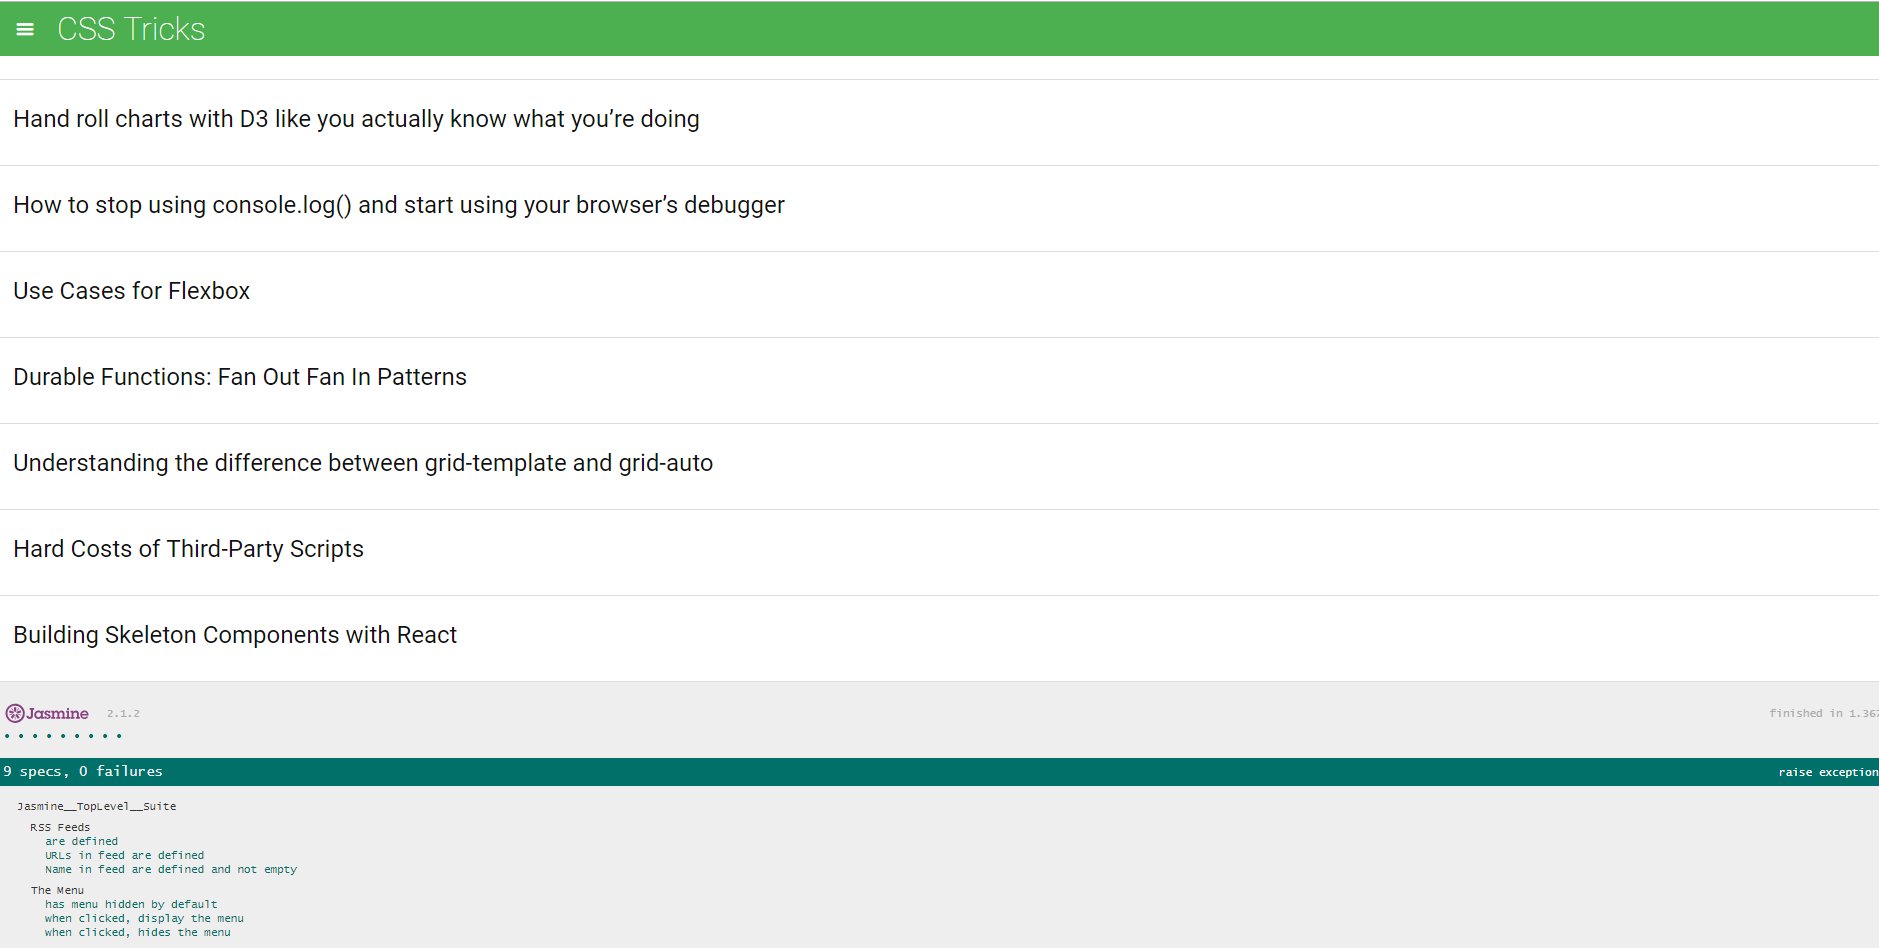 CSS Tricks
Hand roll charts with D3 like you actually know what you’re doing
How to stop using console.log() and start using your browser’s debugger
Use Cases for Flexbox
Durable Functions: Fan Out Fan In Patterns
Understanding the difference between grid-template and grid-auto
Hard Costs of Third-Party Scripts
Building Skeleton Components with React
Jasmine 2.1.2 finished in 1.367
9 specs, 0 failures raise exception
Jasmine__TopLevel__Suite
RSS Feeds
are defined
URLs in feed are defined
Name in feed are defined and not empty
The Menu
has menu hidden by default
when clicked, display the menu
when clicked, hides the menu